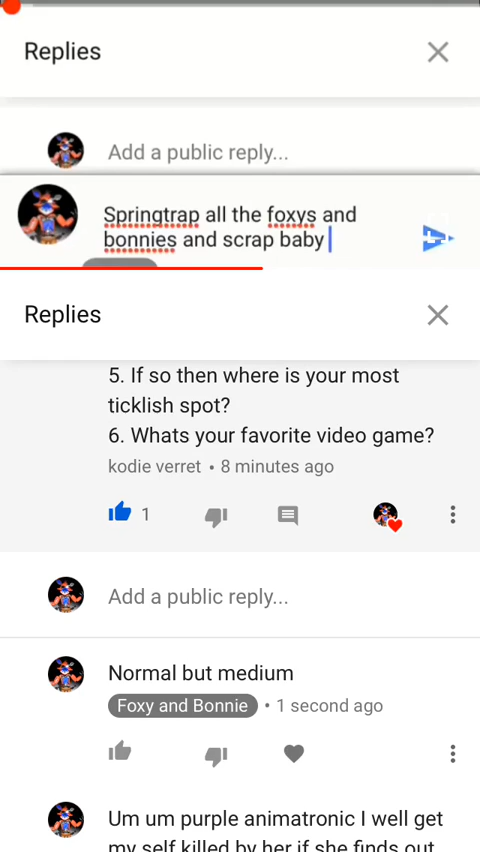 Replies
Add a public reply...
Springtrap all the foxys and
bonnies and scrap baby
Replies
5. If so then where is your most
ticklish spot?
6. Whats your favorite video game?
kodie verret • 8 minutes ago
1
Add a public reply...
Normal but medium
Foxy and Bonnie • 1 second ago
Um um purple animatronic I well get
my self killed by her if she finds out